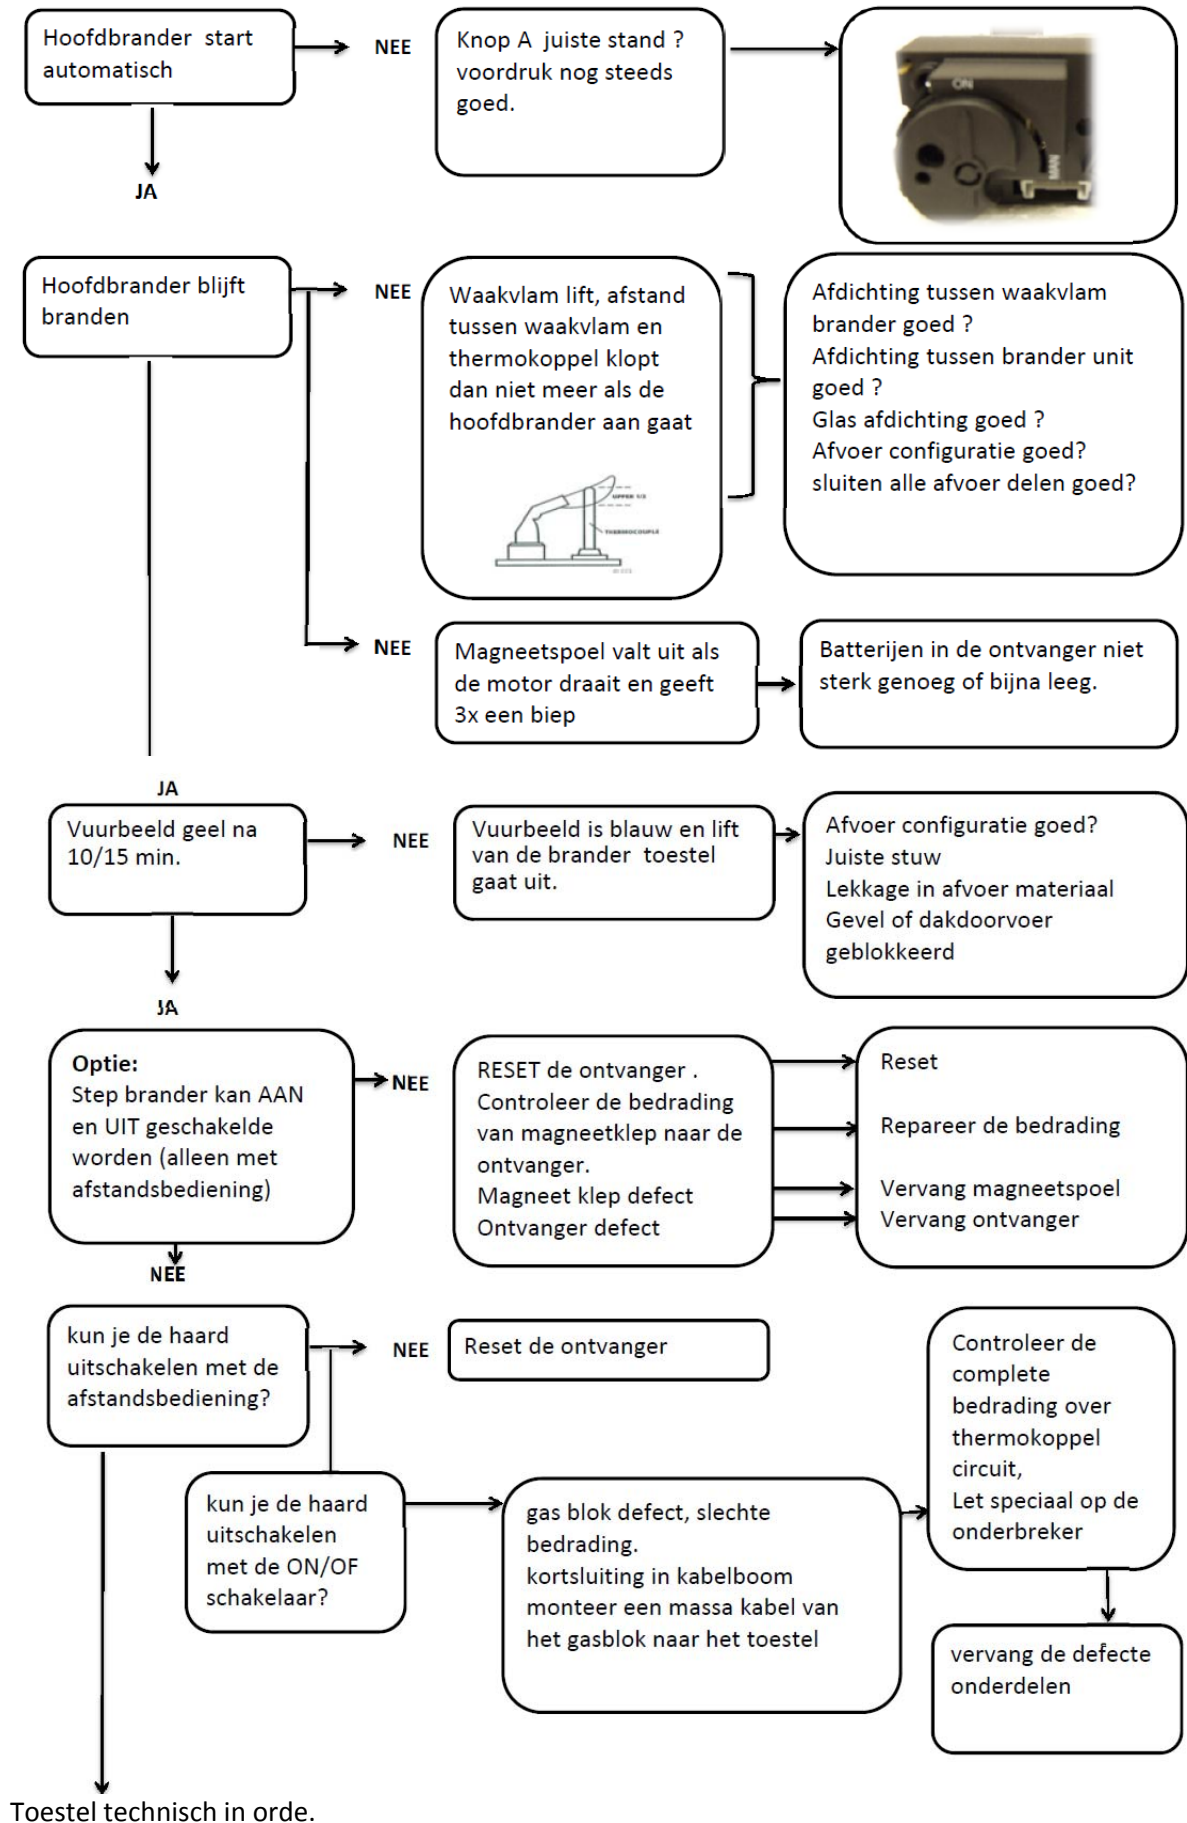 Hoofdbrander start
automatisch
NEE
Knop A juiste stand ?
voordruk nog steeds
goed.
ON
MAN
JA
Hoofdbrander blijft
branden
NEE
Waakvlam lift, afstand
tussen waakvlam en
thermokoppel klopt
dan niet meer als de
hoofdbrander aan gaat
UPPER 1/2
THERMOCOUPLE
Afdichting tussen waakvlam
brander goed ?
Afdichting tussen brander unit
goed ?
Glas afdichting goed ?
Afvoer configuratie goed?
sluiten alle afvoer delen goed?
NEE
Magneetspoel valt uit als
de motor draait en geeft
3x een biep
Batterijen in de ontvanger niet
sterk genoeg of bijna leeg.
JA
Vuurbeeld geel na
10/15 min.
NEE
Vuurbeeld is blauw en lift
van de brander toestel
gaat uit.
Afvoer configuratie goed?
Juiste stuw
Lekkage in afvoer materiaal
Gevel of dakdoorvoer
geblokkeerd
JA
Optie:
Step brander kan AAN
en UIT geschakelde
worden (alleen met
afstandsbediening)
NEE
RESET de ontvanger .
Controleer de bedrading
van magneetklep naar de
ontvanger.
Magneet klep defect
Ontvanger defect
Reset
Repareer de bedrading
Vervang magneetspoel
Vervang ontvanger
NEE
kun je de haard
uitschakelen met de
afstandsbediening?
NEE
Reset de ontvanger
kun je de haard
uitschakelen
met de ON/OF
schakelaar?
gas blok defect, slechte
bedrading.
kortsluiting in kabelboom
monteer een massa kabel van
het gasblok naar het toestel
Controleer de
complete
bedrading over
thermokoppel
circuit,
Let speciaal op de
onderbreker
vervang de defecte
onderdelen
Toestel technisch in orde.